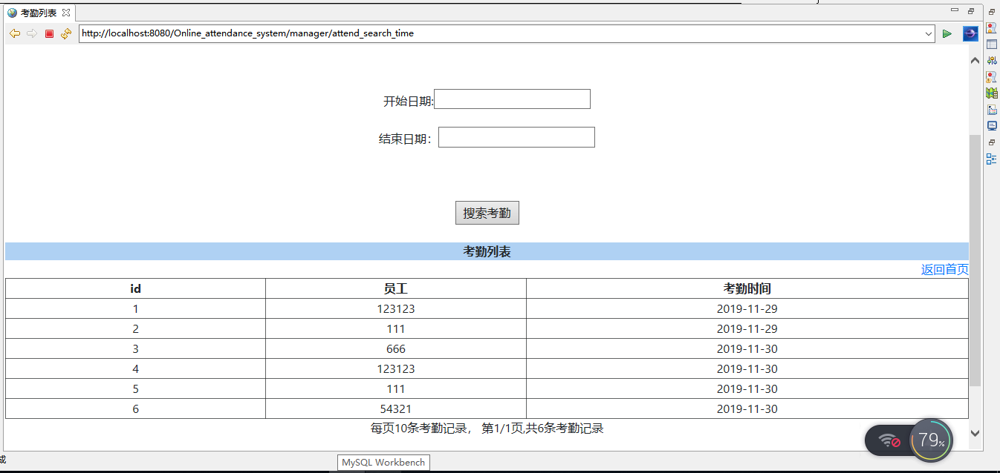 考勤列表
http://localhost:8080/Online_attendance_system/manager/attend_search_time
开始日期:
结束日期：
搜索考勤
考勤列表
返回首页
id 员工 考勤时间
1 123123 2019-11-29
2 111 2019-11-29
3 666 2019-11-30
4 123123 2019-11-30
5 111 2019-11-30
6 54321 2019-11-30
每页10条考勤记录， 第1/1页,共6条考勤记录
79%
成
MySQL Workbench